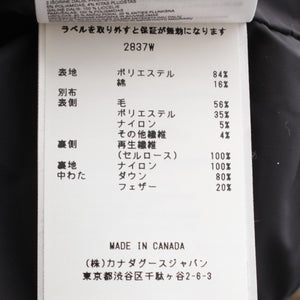 ラベルを取り外すと保証が無効になります
2837W
表地 ポリエステル 84%
綿 16%
別布
表側 毛 56%
ポリエステル 35%
ナイロン 5%
その他繊維 4%
裏側 再生繊維
(セルロース) 100%
裏地 ナイロン 100%
中わた ダウン 80%
フェザー 20%
MADE IN CANADA
(株)カナダグースジャパン
東京都渋谷区千駄ヶ谷2-6-3